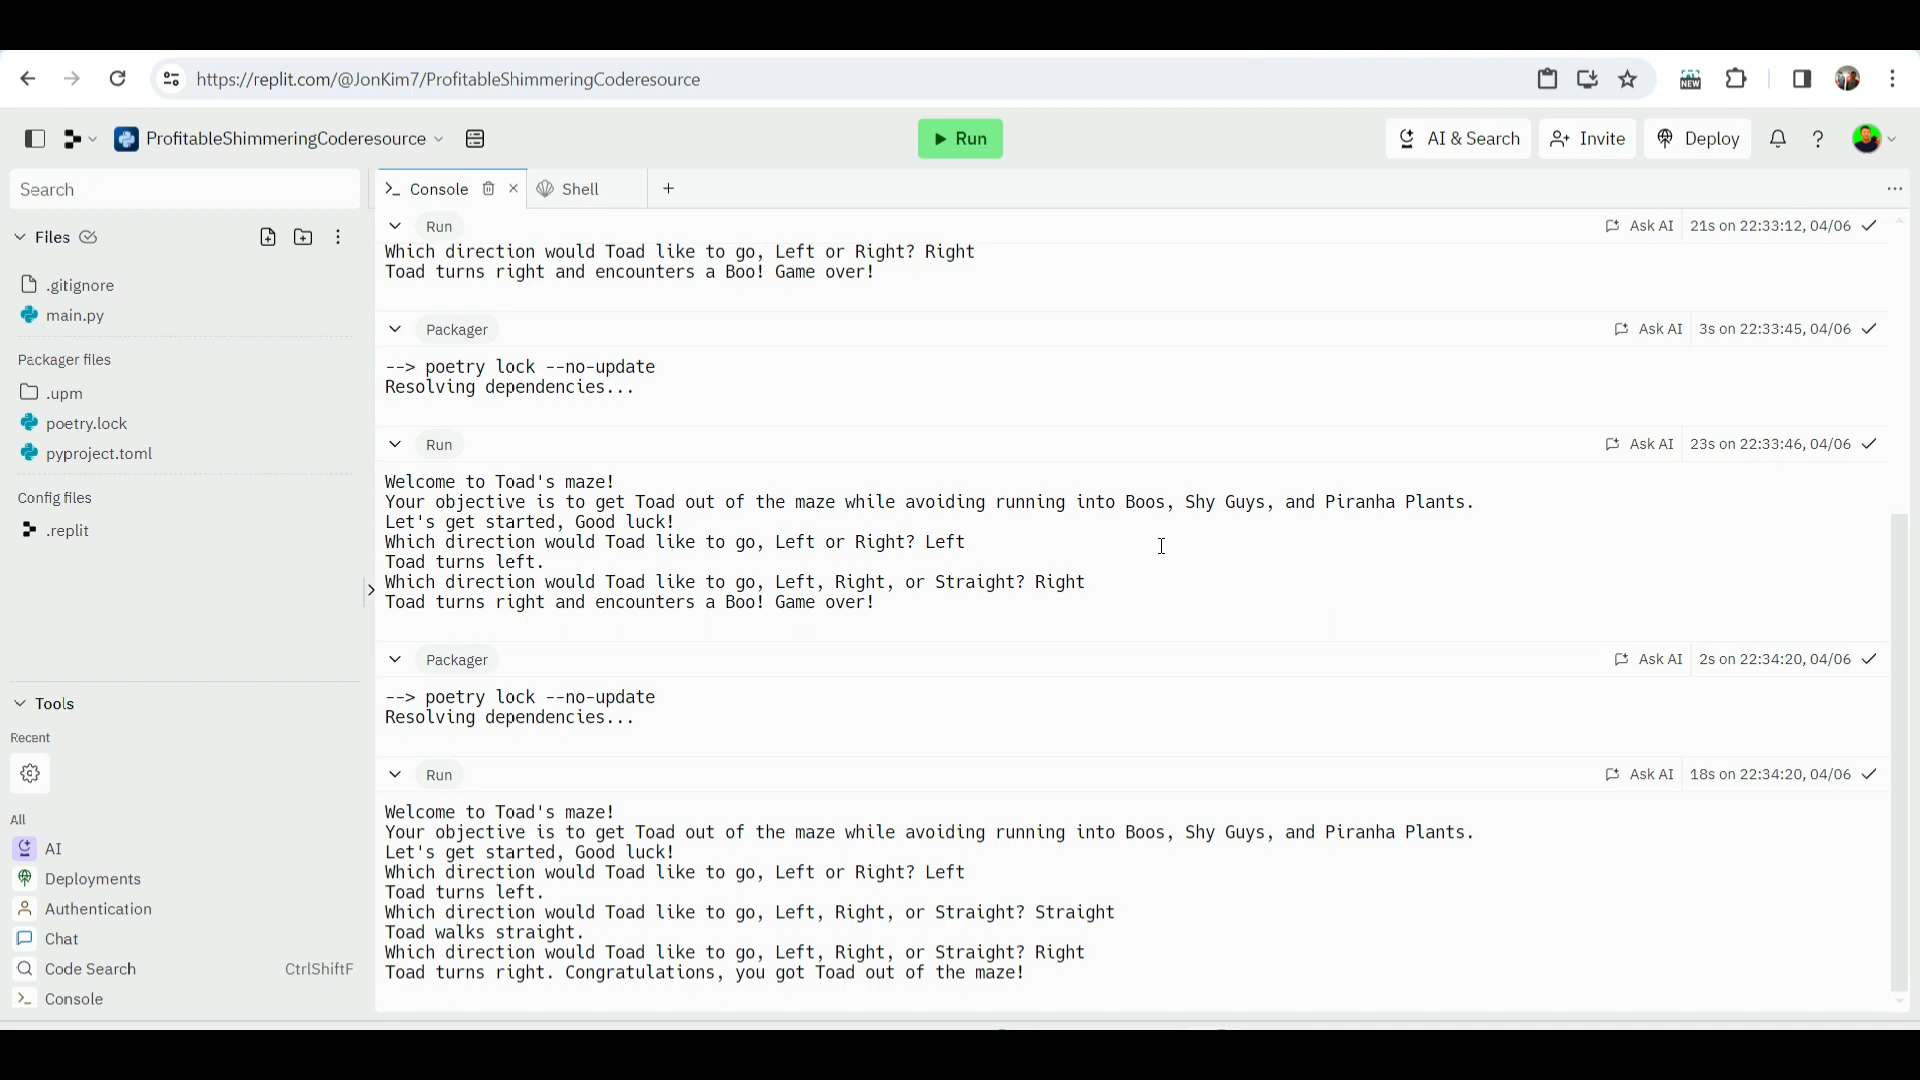 https://replit.com/@JonKim7/ProfitableShimmeringCoderesource
NEW
ProfitableShimmeringCoderesource
Run
AI & Search
Invite
Deploy
Search
Console
Shell
Files
.gitignore
main.py
Packager files
.upm
poetry.lock
pyproject.toml
Config files
.replit
Tools
Recent
All
AI
Deployments
Authentication
Chat
Code Search CtrlShiftF
Console
Run Ask AI 21s on 22:33:12, 04/06
Which direction would Toad like to go, Left or Right? Right
Toad turns right and encounters a Boo! Game over!
Packager Ask AI 3s on 22:33:45, 04/06
--> poetry lock --no-update
Resolving dependencies...
Run Ask AI 23s on 22:33:46, 04/06
Welcome to Toad's maze!
Your objective is to get Toad out of the maze while avoiding running into Boos, Shy Guys, and Piranha Plants.
Let's get started, Good luck!
Which direction would Toad like to go, Left or Right? Left
Toad turns left.
Which direction would Toad like to go, Left, Right, or Straight? Right
Toad turns right and encounters a Boo! Game over!
Packager Ask AI 2s on 22:34:20, 04/06
--> poetry lock --no-update
Resolving dependencies...
Run Ask AI 18s on 22:34:20, 04/06
Welcome to Toad's maze!
Your objective is to get Toad out of the maze while avoiding running into Boos, Shy Guys, and Piranha Plants.
Let's get started, Good luck!
Which direction would Toad like to go, Left or Right? Left
Toad turns left.
Which direction would Toad like to go, Left, Right, or Straight? Straight
Toad walks straight.
Which direction would Toad like to go, Left, Right, or Straight? Right
Toad turns right. Congratulations, you got Toad out of the maze!